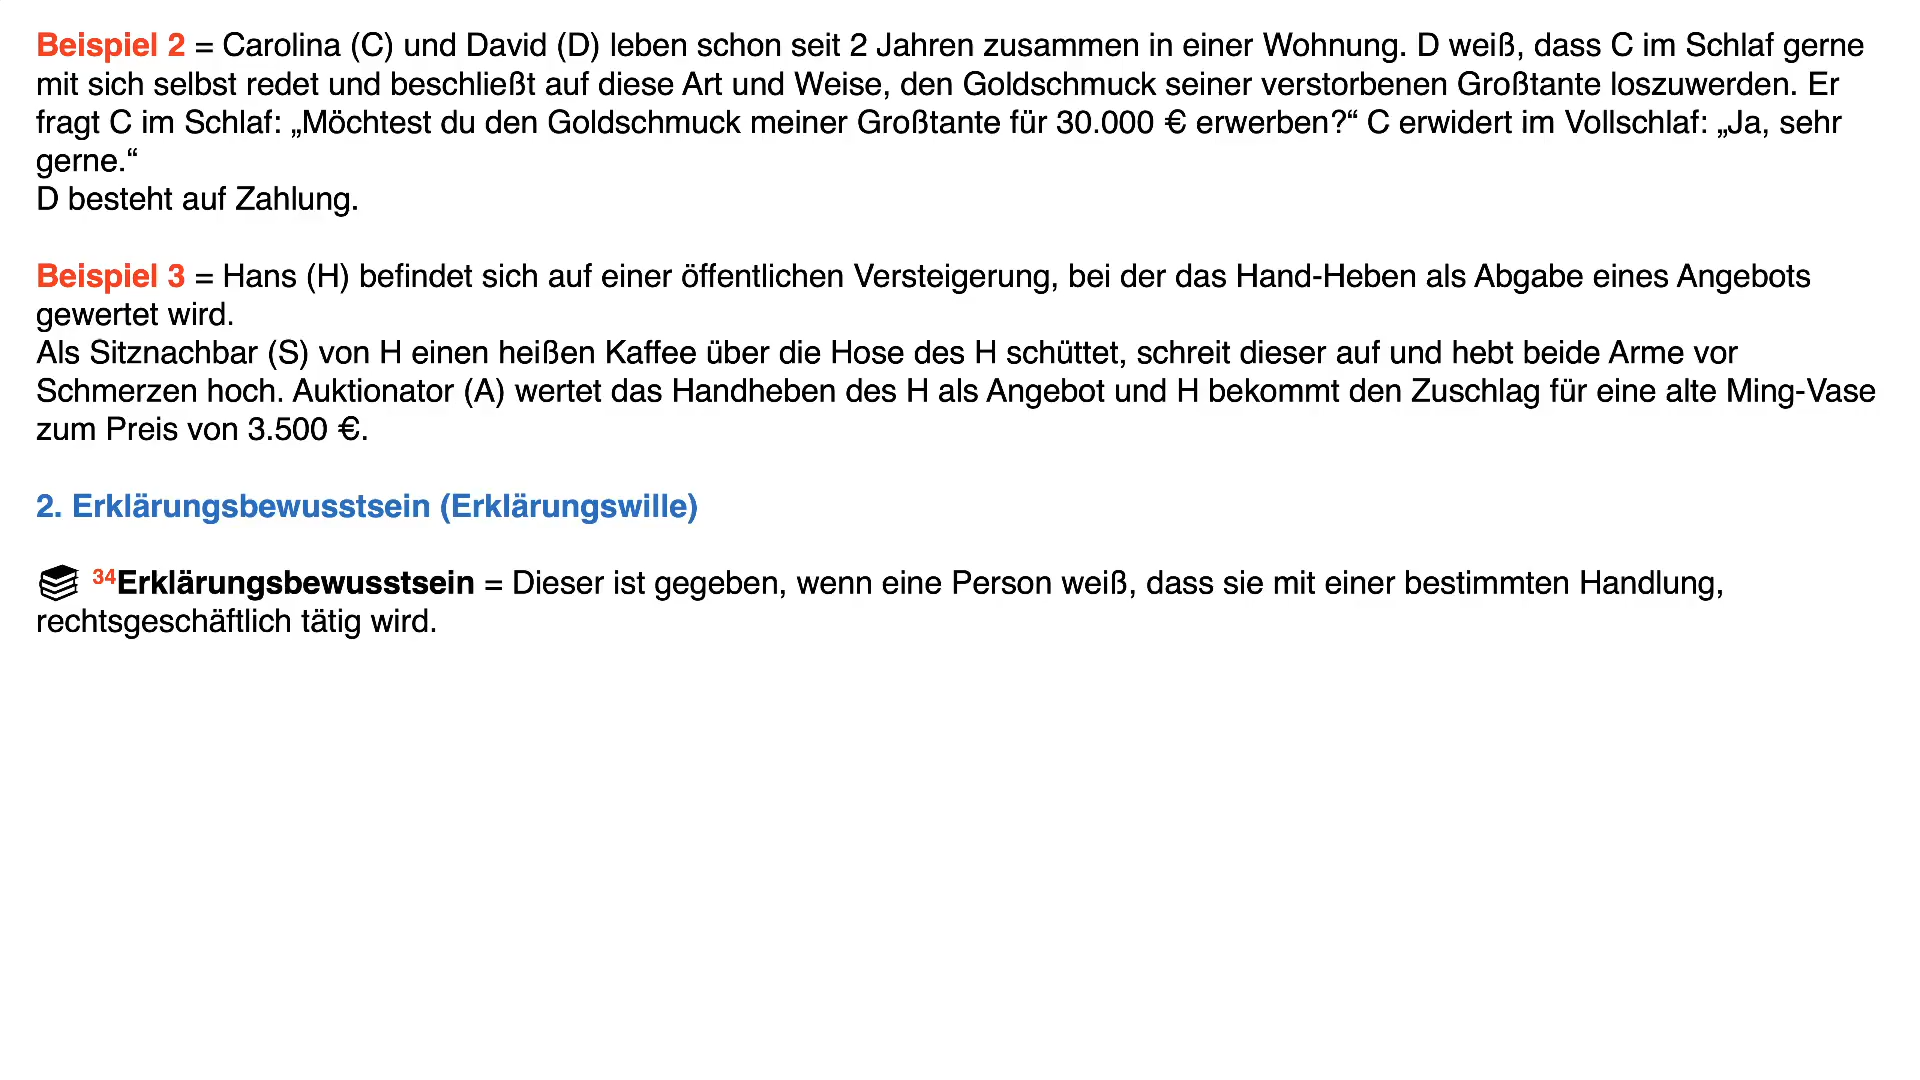 Beispiel 2 = Carolina (C) und David (D) leben schon seit 2 Jahren zusammen in einer Wohnung. D weiß, dass C im Schlaf gerne
mit sich selbst redet und beschließt auf diese Art und Weise, den Goldschmuck seiner verstorbenen Großtante loszuwerden. Er
fragt C im Schlaf: „Möchtest du den Goldschmuck meiner Großtante für 30.000 € erwerben?“ C erwidert im Vollschlaf: „Ja, sehr
gerne.“
D besteht auf Zahlung.
Beispiel 3 = Hans (H) befindet sich auf einer öffentlichen Versteigerung, bei der das Hand-Heben als Abgabe eines Angebots
gewertet wird.
Als Sitznachbar (S) von H einen heißen Kaffee über die Hose des H schüttet, schreit dieser auf und hebt beide Arme vor
Schmerzen hoch. Auktionator (A) wertet das Handheben des H als Angebot und H bekommt den Zuschlag für eine alte Ming-Vase
zum Preis von 3.500 €.
2. Erklärungsbewusstsein (Erklärungswille)
34Erklärungsbewusstsein = Dieser ist gegeben, wenn eine Person weiß, dass sie mit einer bestimmten Handlung,
rechtsgeschäftlich tätig wird.